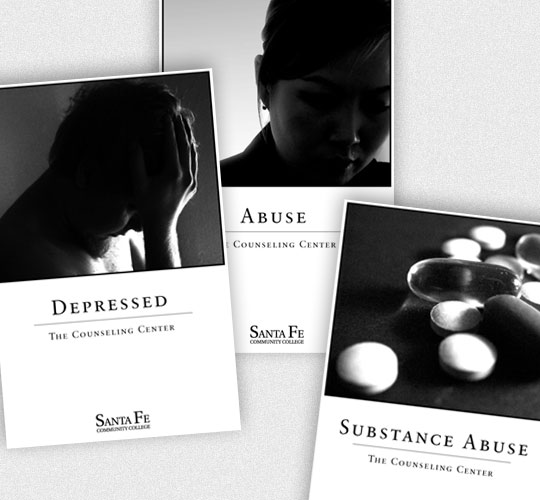 DEPRESSED
THE COUNSELING CENTER
SANTA FE
COMMUNITY COLLEGE
ABUSE
COUNSELING CENTER
SANTA FE
COMMUNITY COLLEGE
SUBSTANCE ABUSE
THE COUNSELING CENTER